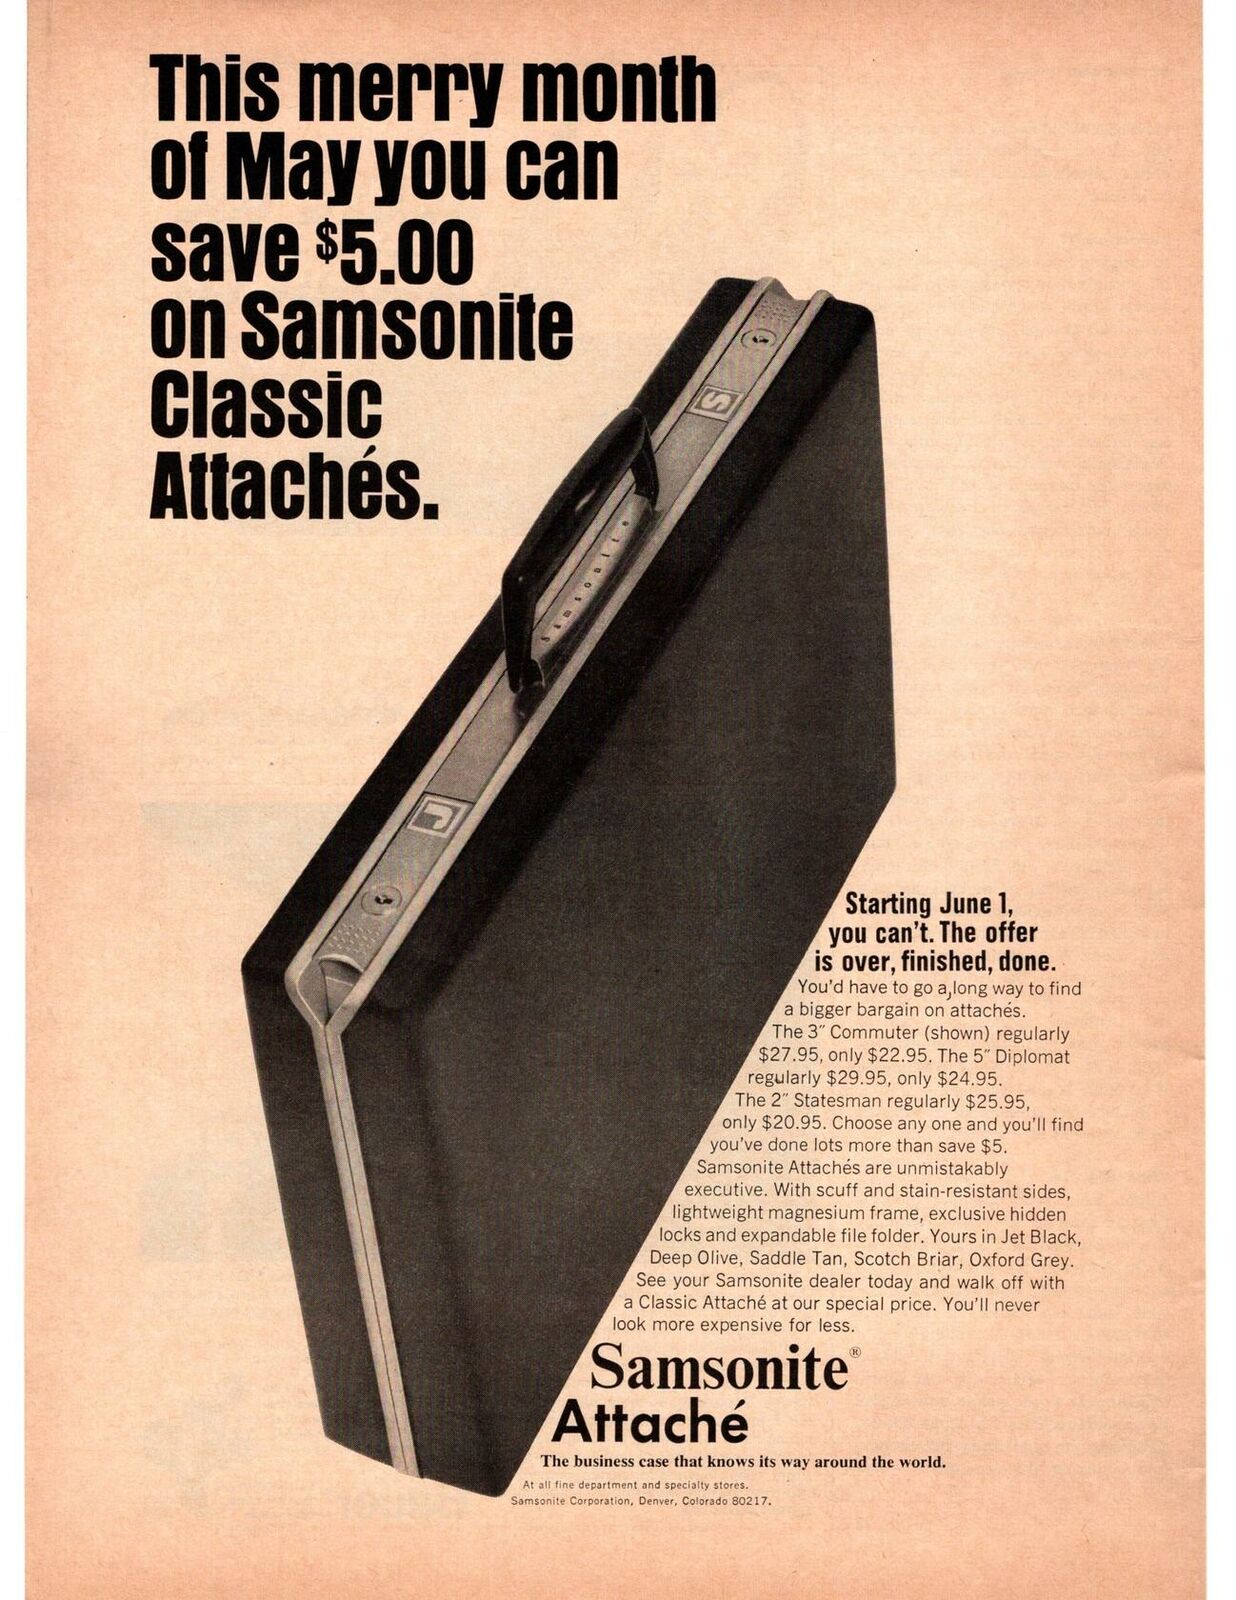 This merry month
of May you can
save $5.00
on Samsonite
Classic
Attachés.
S
Samsonite
J
Starting June 1,
you can't. The offer
is over, finished, done.
You'd have to go a long way to find
a bigger bargain on attachés.
The 3" Commuter (shown) regularly
$27.95, only $22.95. The 5" Diplomat
regularly $29.95, only $24.95.
The 2" Statesman regularly $25.95,
only $20.95. Choose any one and you'll find
you've done lots more than save $5.
Samsonite Attachés are unmistakably
executive. With scuff and stain-resistant sides,
lightweight magnesium frame, exclusive hidden
locks and expandable file folder. Yours in Jet Black,
Deep Olive, Saddle Tan, Scotch Briar, Oxford Grey.
See your Samsonite dealer today and walk off with
a Classic Attaché at our special price. You'll never
look more expensive for less.
Samsonite®
Attaché
The business case that knows its way around the world.
At all fine department and specialty stores.
Samsonite Corporation, Denver, Colorado 80217.